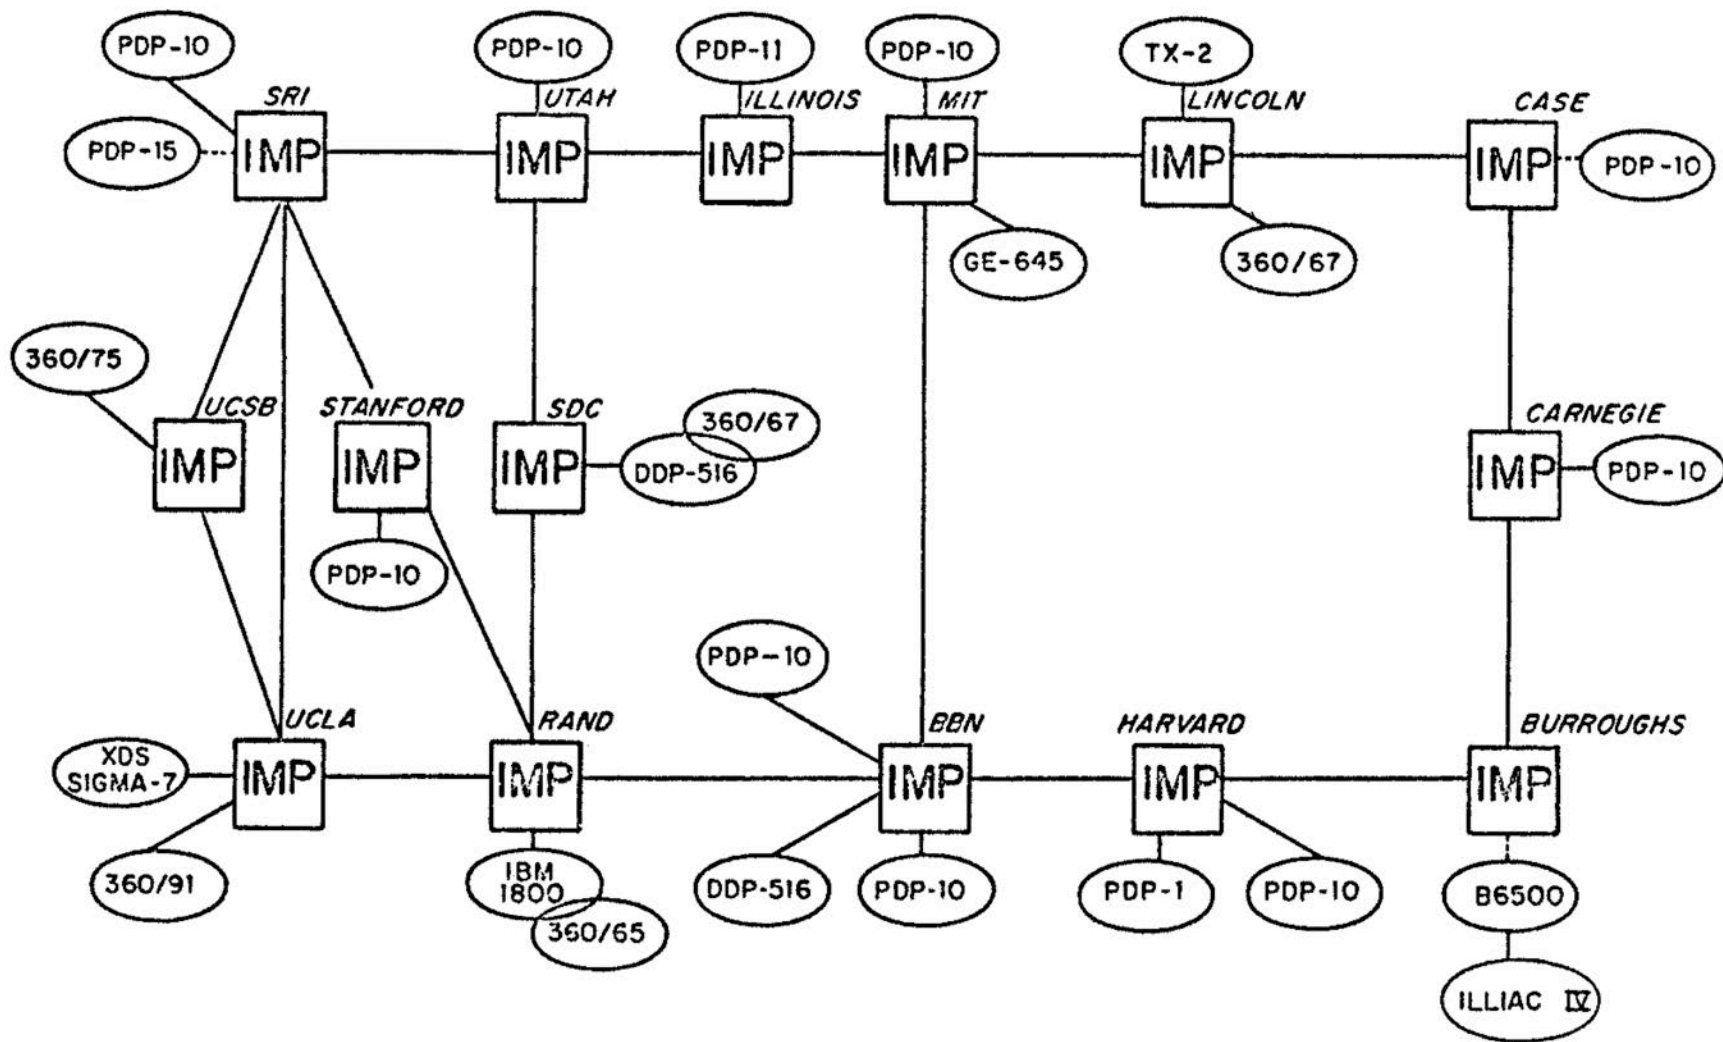 PDP-10
PDP-10
PDP-11
PDP-10
TX-2
SRI
UTAH
ILLINOIS
MIT
LINCOLN
CASE
PDP-15
IMP
IMP
IMP
IMP
IMP
IMP
PDP-10
GE-645
360/67
360/75
UCSB
STANFORD
SDC
360/67
CARNEGIE
IMP
IMP
IMP
DDP-516
IMP
PDP-10
PDP-10
PDP-10
UCLA
RAND
BBN
HARVARD
BURROUGHS
XDS
SIGMA-7
IMP
IMP
IMP
IMP
IMP
360/91
IBM
1800
360/65
DDP-516
PDP-10
PDP-1
PDP-10
B6500
ILLIAC IV